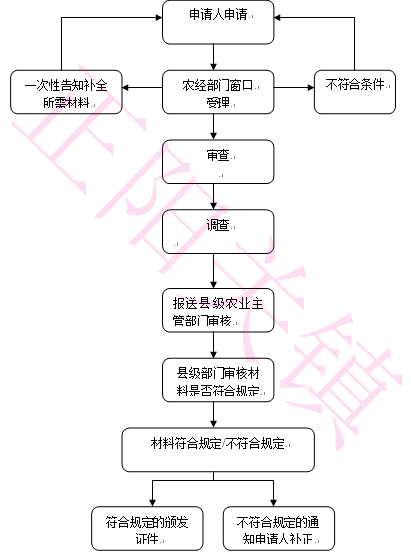 申请人申请
一次性告知补全
所需材料
农经部门窗口
受理
不符合条件
审查
调查
报送县级农业主
管部门审核
县级部门审核材
料是否符合规定
材料符合规定/不符合规定
符合规定的颁发
证件
不符合规定的通
知申请人补正
正阳关镇